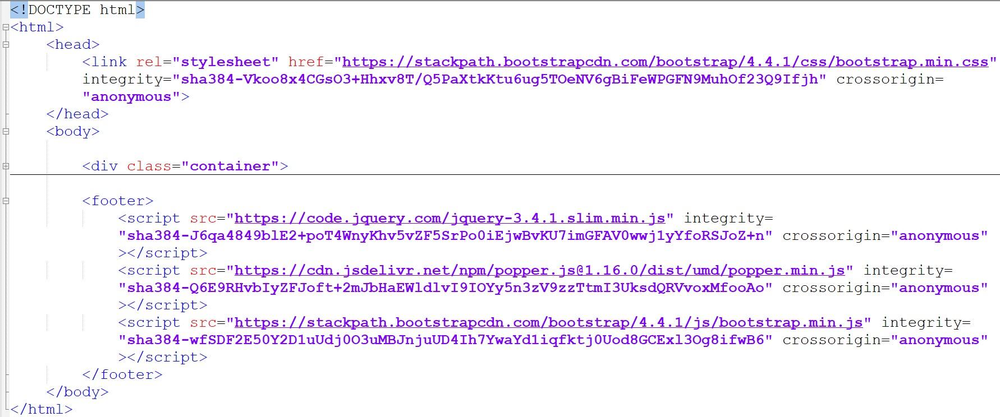 <!DOCTYPE html>
<html>
<head>
<link rel="stylesheet" href="https://stackpath.bootstrapcdn.com/bootstrap/4.4.1/css/bootstrap.min.css"
integrity="sha384-Vkoo8x4CGsO3+Hhxv8T/Q5PaXtkKtu6ug5TOeNV6gBiFeWPGFN9MuhOf23Q9Ifjh" crossorigin=
"anonymous">
</head>
<body>
<div class="container">
<footer>
<script src="https://code.jquery.com/jquery-3.4.1.slim.min.js" integrity=
"sha384-J6qa4849blE2+poT4WnyKhv5vZF5SrPo0iEjwBvKU7imGFAV0wwj1yYfoRSJoZ+n" crossorigin="anonymous"
></script>
<script src="https://cdn.jsdelivr.net/npm/popper.js@1.16.0/dist/umd/popper.min.js" integrity=
"sha384-Q6E9RHvbIyZFJoft+2mJbHaEWldlvI9IOYy5n3zV9zzTtmI3UksdQRVvoxMfooAo" crossorigin="anonymous"
></script>
<script src="https://stackpath.bootstrapcdn.com/bootstrap/4.4.1/js/bootstrap.min.js" integrity=
"sha384-wfSDF2E50Y2D1uUdj0O3uMBJnjuUD4Ih7YwaYd1iqfktj0Uod8GCExl3Og8ifwB6" crossorigin="anonymous"
></script>
</footer>
</body>
</html>